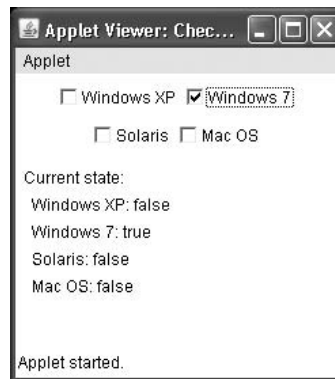 Applet Viewer: Chec...
Applet
Windows XP Windows 7
Solaris Mac OS
Current state:
Windows XP: false
Windows 7: true
Solaris: false
Mac OS: false
Applet started.